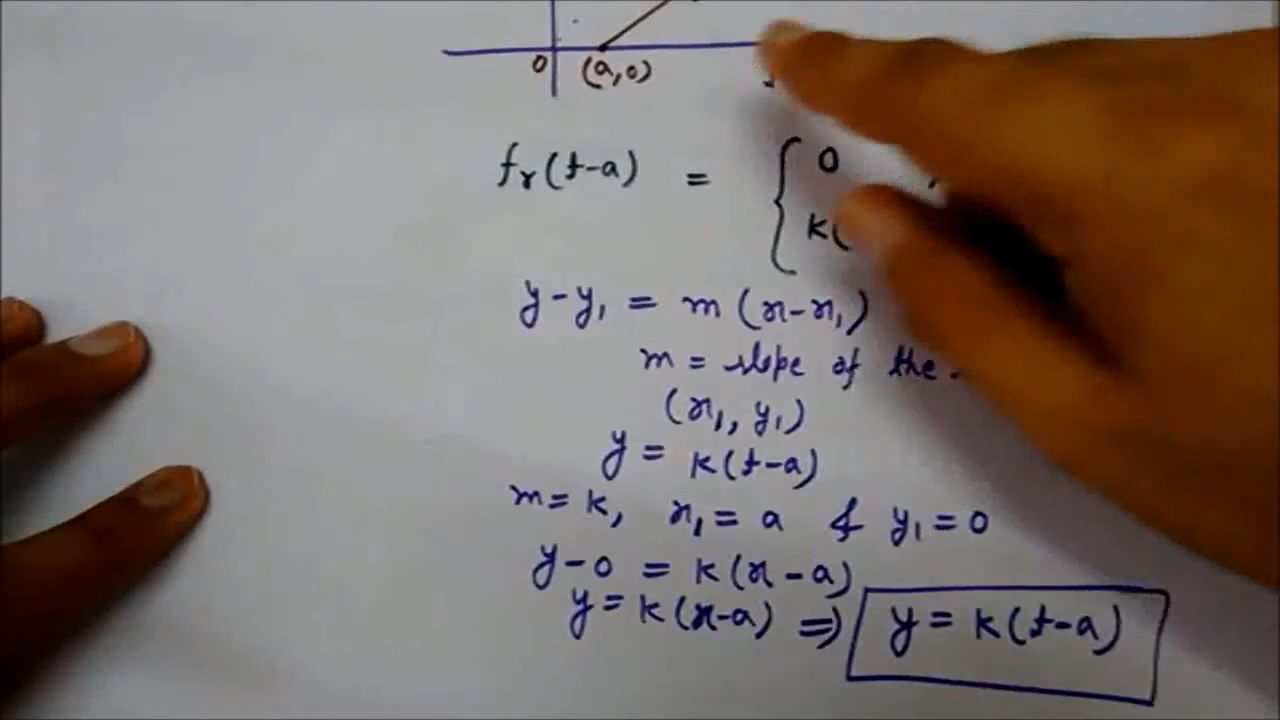 0 (a,0)
fr(t-a) = { 0 ,
k(
y-y₁ = m(x-x₁)
m = slope of the
(x₁, y₁)
y = k(t-a)
m=k, x₁= a & y₁=0
y-0 = k(x-a)
y= k(x-a) ⇒ y = k(t-a)